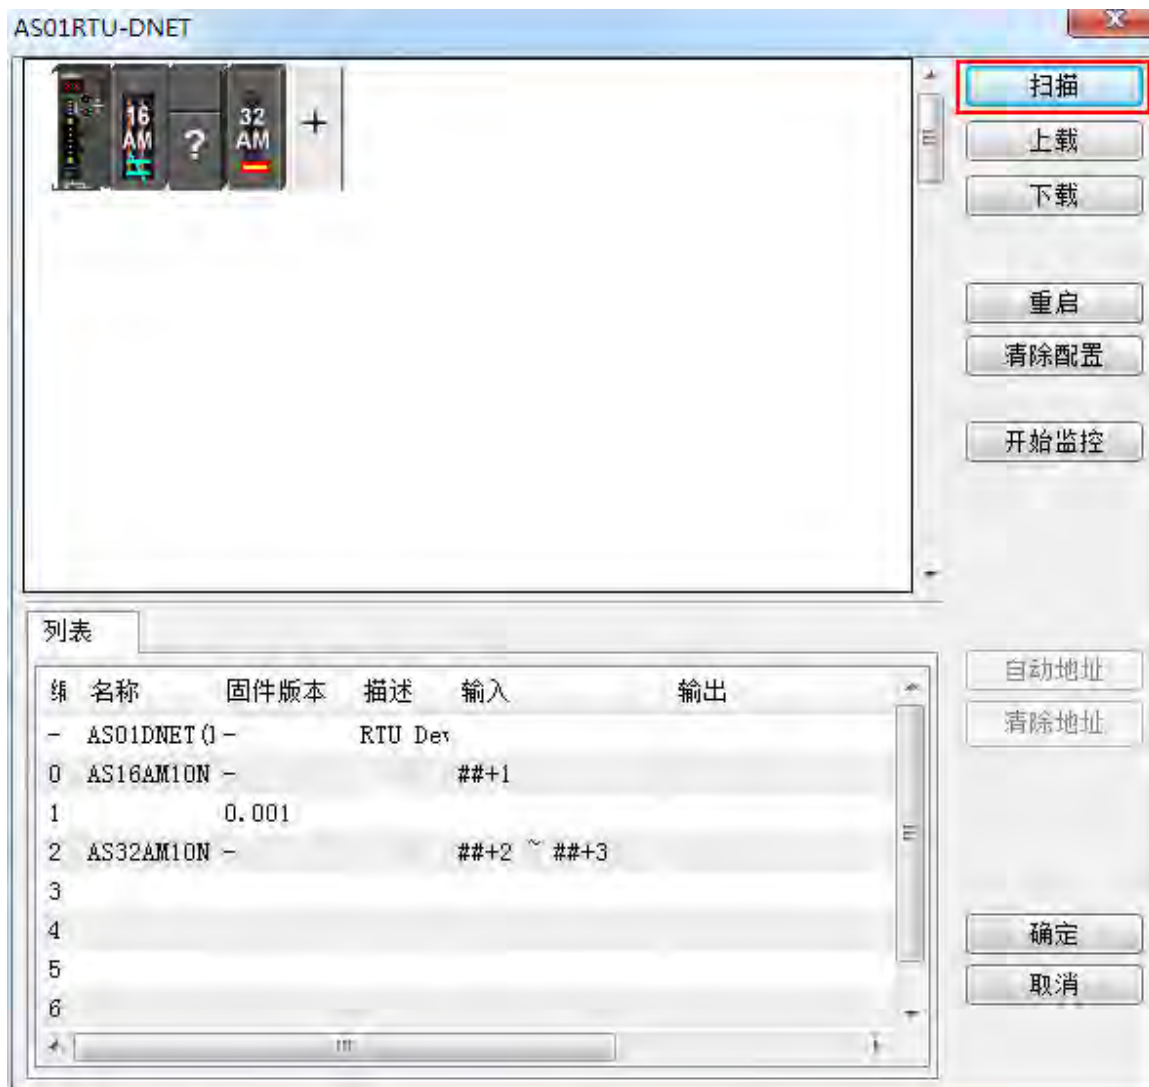 AS01RTU-DNET
16
AM
?
32
AM
+
扫描
上载
下载
重启
清除配置
开始监控
列表
名称 固件版本 描述 输入 输出
- AS01DNET( - RTU Dev
0 AS16AM10N - ##+1
1 0.001
2 AS32AM10N - ##+2 ~ ##+3
3
4
5
6
自动地址
清除地址
确定
取消